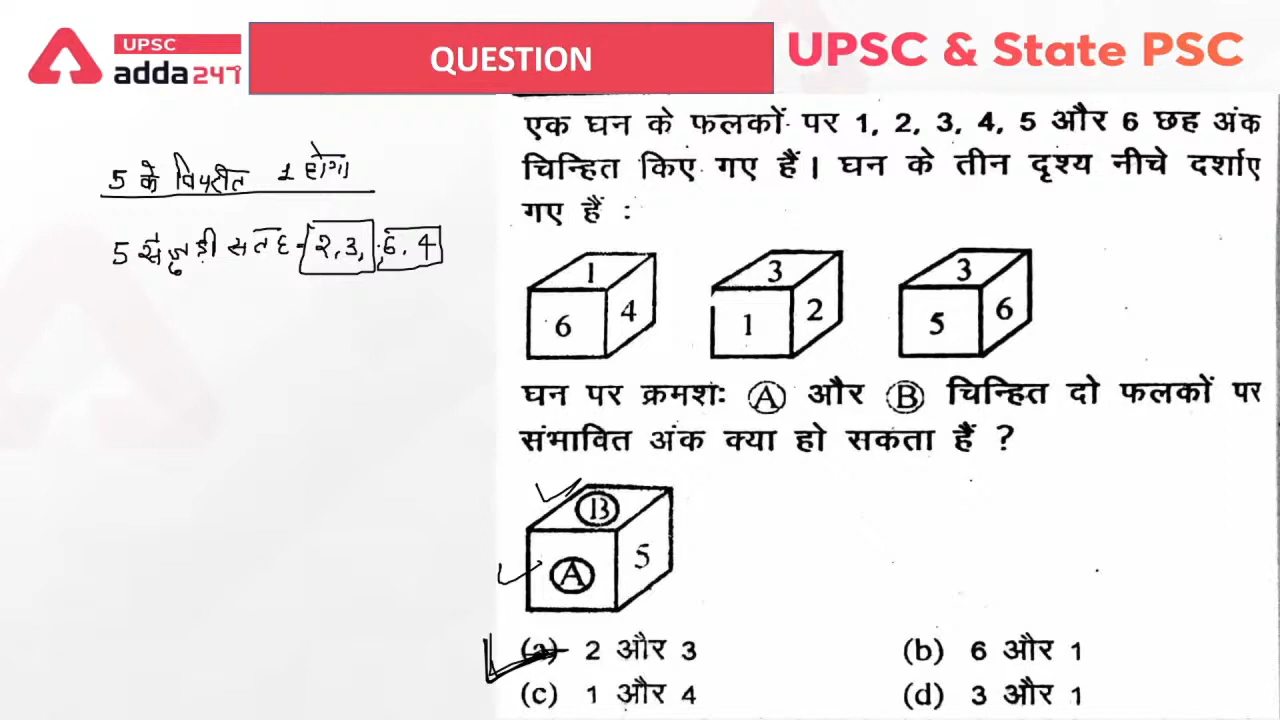 UPSC
adda247
QUESTION
UPSC & State PSC
5 के विपरीत 1 होगा
5 से जुड़ी सतह - 2, 3, 6, 4
एक घन के फलकों पर 1, 2, 3, 4, 5 और 6 छह अंक
चिन्हित किए गए हैं। घन के तीन दृश्य नीचे दर्शाए
गए हैं :
1
6
4
3
1
2
3
5
6
घन पर क्रमशः Ⓐ और Ⓑ चिन्हित दो फलकों पर
संभावित अंक क्या हो सकता हैं ?
B
A
5
(a) 2 और 3
(b) 6 और 1
(c) 1 और 4
(d) 3 और 1